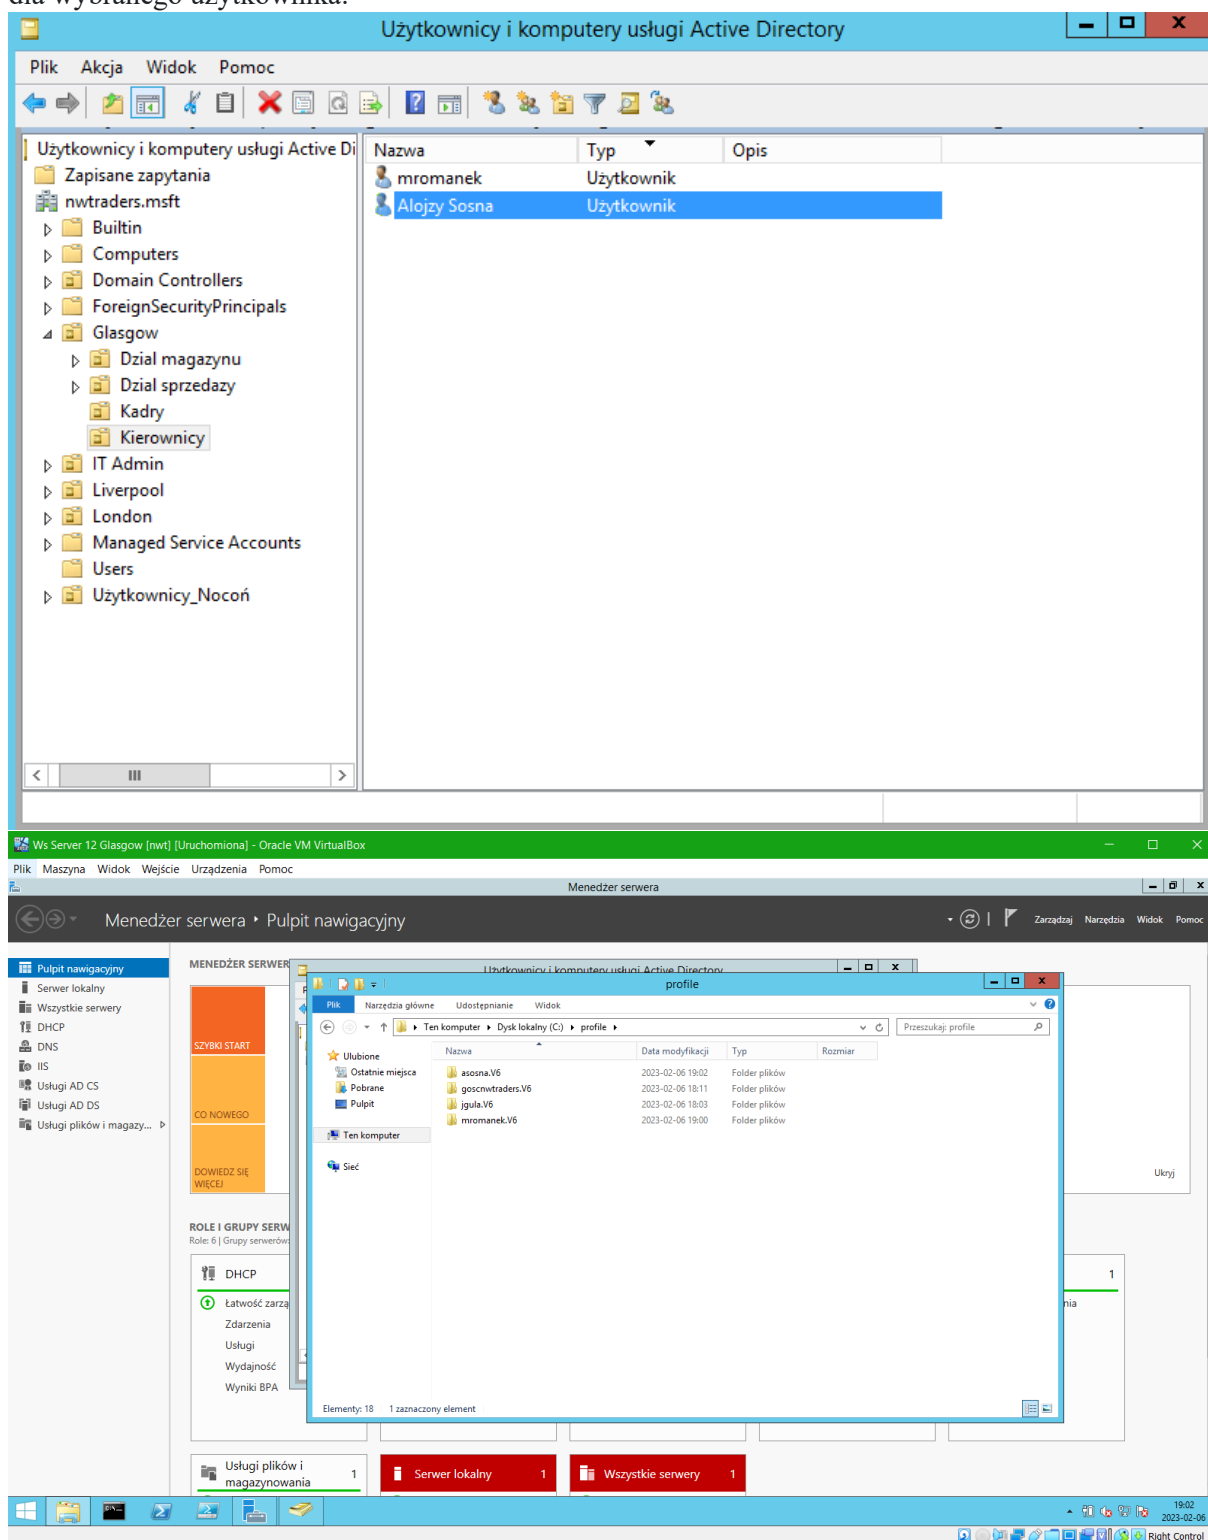 dla wybranego użytkownika.
Użytkownicy i komputery usługi Active Directory
Plik Akcja Widok Pomoc
Użytkownicy i komputery usługi Active Di
Nazwa Typ Opis
Zapisane zapytania
mromanek Użytkownik
nwtraders.msft
Alojzy Sosna Użytkownik
Builtin
Computers
Domain Controllers
ForeignSecurityPrincipals
Glasgow
Dzial magazynu
Dzial sprzedazy
Kadry
Kierownicy
IT Admin
Liverpool
London
Managed Service Accounts
Users
Użytkownicy_Nocoń
Ws Server 12 Glasgow [nwt] [Uruchomiona] - Oracle VM VirtualBox
Plik Maszyna Widok Wejście Urządzenia Pomoc
Menedżer serwera
Menedżer serwera • Pulpit nawigacyjny
Zarządzaj Narzędzia Widok Pomoc
Pulpit nawigacyjny
Serwer lokalny
Wszystkie serwery
DHCP
DNS
IIS
Usługi AD CS
Usługi AD DS
Usługi plików i magazy...
MENEDŻER SERWER
SZYBKI START
CO NOWEGO
DOWIEDZ SIĘ
WIĘCEJ
Użytkownicy i komputery usługi Active Directory
profile
Plik Narzędzia główne Udostępnianie Widok
Ten komputer Dysk lokalny (C:) profile
Przeszukaj: profile
Ulubione
Ostatnie miejsca
Pobrane
Pulpit
Ten komputer
Sieć
Nazwa Data modyfikacji Typ Rozmiar
asosna.V6 2023-02-06 19:02 Folder plików
goscnwtraders.V6 2023-02-06 18:11 Folder plików
jgula.V6 2023-02-06 18:03 Folder plików
mromanek.V6 2023-02-06 19:00 Folder plików
Elementy: 18 1 zaznaczony element
Ukryj
ROLE I GRUPY SERW
Role: 6 | Grupy serwerów:
DHCP
Łatwość zarzą
Zdarzenia
Usługi
Wydajność
Wyniki BPA
1
nia
Usługi plików i
magazynowania 1
Serwer lokalny 1
Wszystkie serwery 1
19:02
2023-02-06
Right Control